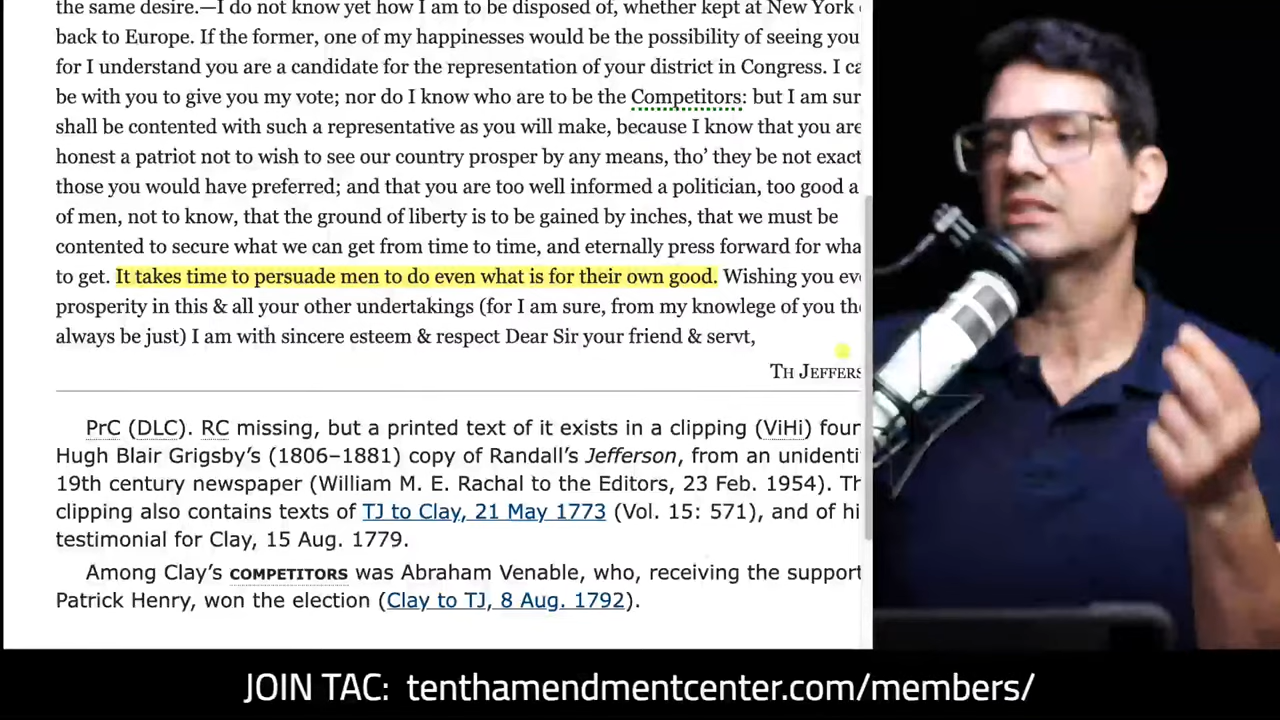 the same desire.—I do not know yet how I am to be disposed of, whether kept at New York
back to Europe. If the former, one of my happinesses would be the possibility of seeing you
for I understand you are a candidate for the representation of your district in Congress. I
be with you to give you my vote; nor do I know who are to be the Competitors: but I am
shall be contented with such a representative as you will make, because I know that you are
honest a patriot not to wish to see our country prosper by any means, tho' they be not
those you would have preferred; and that you are too well informed a politician, too good a
of men, not to know, that the ground of liberty is to be gained by inches, that we must be
contented to secure what we can get from time to time, and eternally press forward for
to get. It takes time to persuade men to do even what is for their own good. Wishing you
prosperity in this & all your other undertakings (for I am sure, from my knowlege of you
always be just) I am with sincere esteem & respect Dear Sir your friend & servt,
Th Jeffers
PrC (DLC). RC missing, but a printed text of it exists in a clipping (ViHi)
Hugh Blair Grigsby's (1806–1881) copy of Randall's Jefferson, from an
19th century newspaper (William M. E. Rachal to the Editors, 23 Feb. 1954).
clipping also contains texts of TJ to Clay, 21 May 1773 (Vol. 15: 571), and of
testimonial for Clay, 15 Aug. 1779.
Among Clay's COMPETITORS was Abraham Venable, who, receiving the support
Patrick Henry, won the election (Clay to TJ, 8 Aug. 1792).
JOIN TAC: tenthamendmentcenter.com/members/